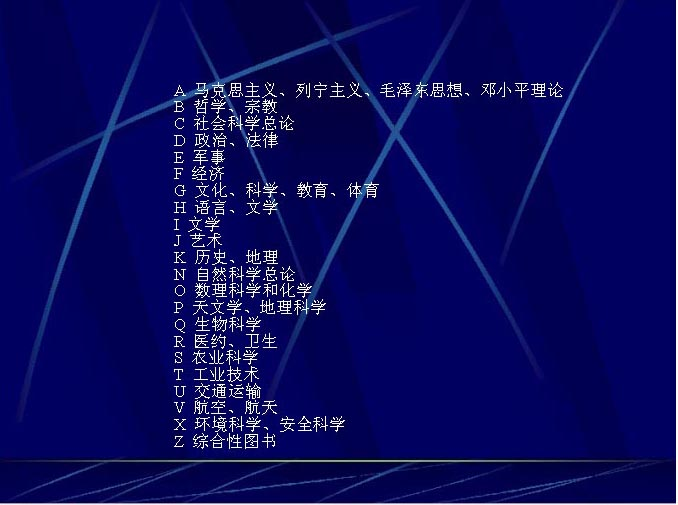 A 马克思主义、列宁主义、毛泽东思想、邓小平理论
B 哲学、宗教
C 社会科学总论
D 政治、法律
E 军事
F 经济
G 文化、科学、教育、体育
H 语言、文学
I 文学
J 艺术
K 历史、地理
N 自然科学总论
O 数理科学和化学
P 天文学、地理科学
Q 生物科学
R 医约、卫生
S 农业科学
T 工业技术
U 交通运输
V 航空、航天
X 环境科学、安全科学
Z 综合性图书